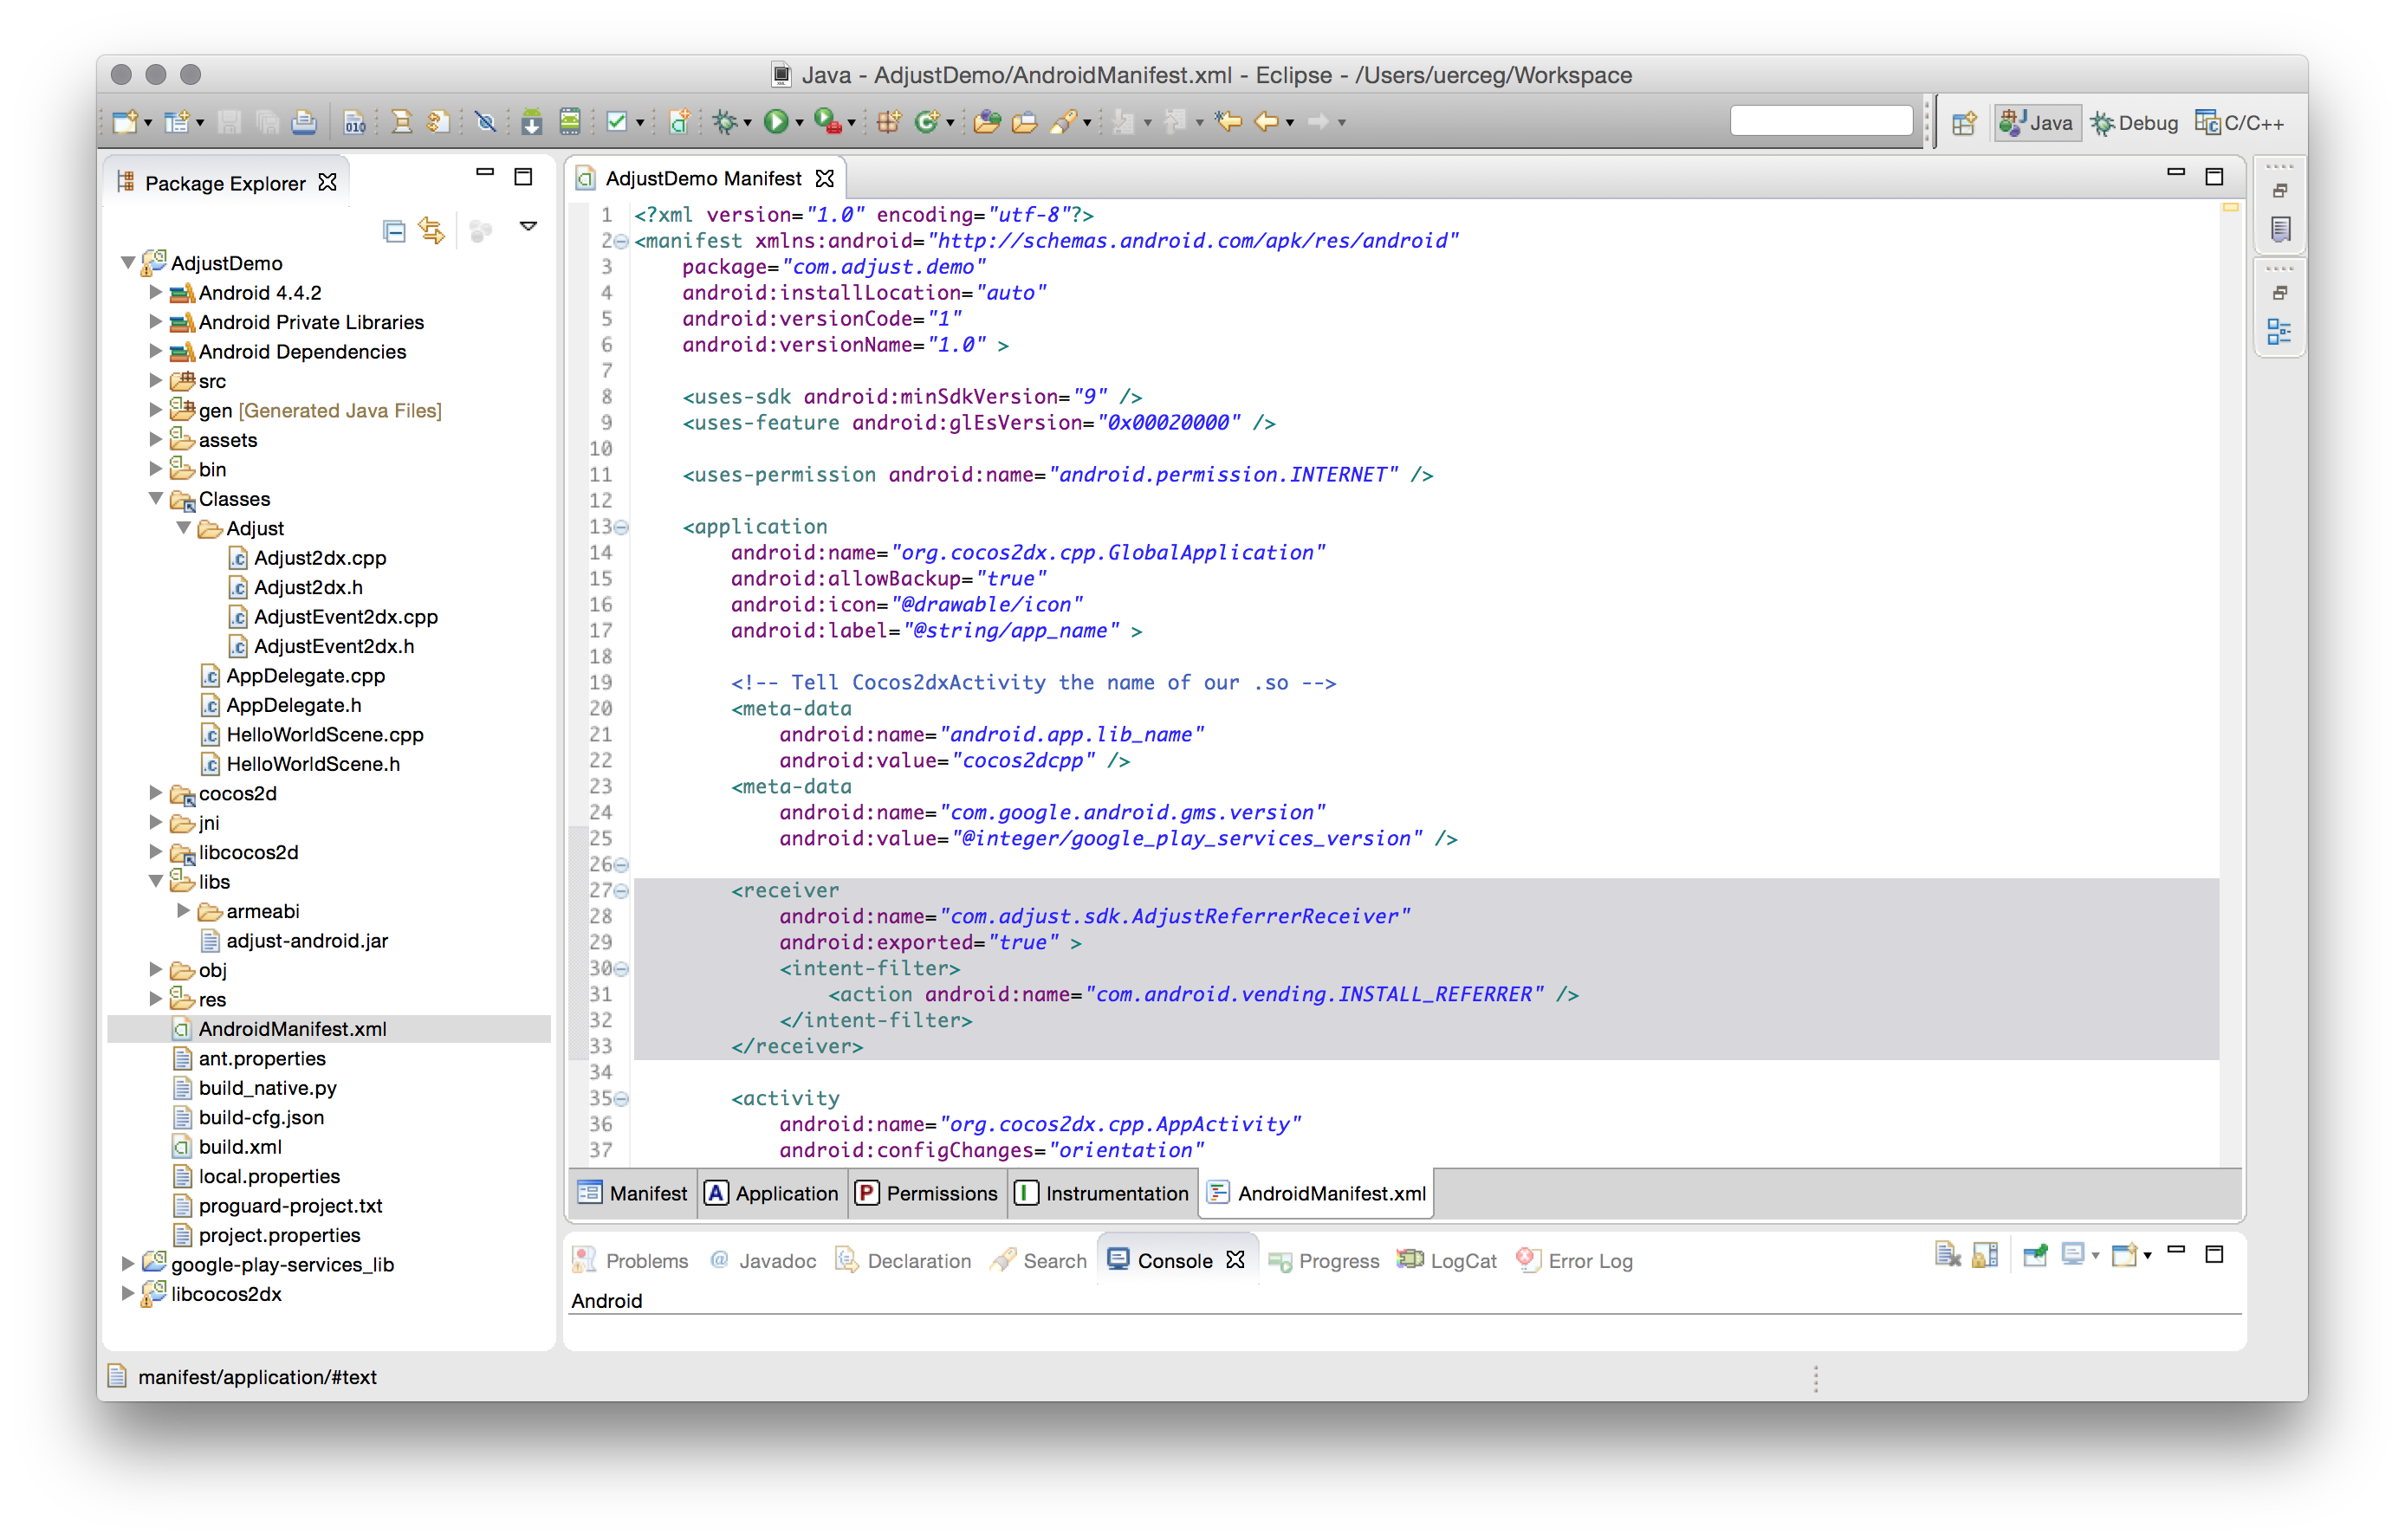 Java - AdjustDemo/AndroidManifest.xml - Eclipse - /Users/uerceg/Workspace
010
Java
Debug
C/C++
Package Explorer
AdjustDemo
Android 4.4.2
Android Private Libraries
Android Dependencies
src
gen [Generated Java Files]
assets
bin
Classes
Adjust
Adjust2dx.cpp
Adjust2dx.h
AdjustEvent2dx.cpp
AdjustEvent2dx.h
AppDelegate.cpp
AppDelegate.h
HelloWorldScene.cpp
HelloWorldScene.h
cocos2d
jni
libcocos2d
libs
armeabi
adjust-android.jar
obj
res
AndroidManifest.xml
ant.properties
build_native.py
build-cfg.json
build.xml
local.properties
proguard-project.txt
project.properties
google-play-services_lib
libcocos2dx
AdjustDemo Manifest
1 <?xml version="1.0" encoding="utf-8"?>
2 <manifest xmlns:android="http://schemas.android.com/apk/res/android"
3 package="com.adjust.demo"
4 android:installLocation="auto"
5 android:versionCode="1"
6 android:versionName="1.0" >
7
8 <uses-sdk android:minSdkVersion="9" />
9 <uses-feature android:glEsVersion="0x00020000" />
10
11 <uses-permission android:name="android.permission.INTERNET" />
12
13 <application
14 android:name="org.cocos2dx.cpp.GlobalApplication"
15 android:allowBackup="true"
16 android:icon="@drawable/icon"
17 android:label="@string/app_name" >
18
19 <!-- Tell Cocos2dxActivity the name of our .so -->
20 <meta-data
21 android:name="android.app.lib_name"
22 android:value="cocos2dcpp" />
23 <meta-data
24 android:name="com.google.android.gms.version"
25 android:value="@integer/google_play_services_version" />
26
27 <receiver
28 android:name="com.adjust.sdk.AdjustReferrerReceiver"
29 android:exported="true" >
30 <intent-filter>
31 <action android:name="com.android.vending.INSTALL_REFERRER" />
32 </intent-filter>
33 </receiver>
34
35 <activity
36 android:name="org.cocos2dx.cpp.AppActivity"
37 android:configChanges="orientation"
Manifest
A Application
P Permissions
I Instrumentation
AndroidManifest.xml
Problems
@ Javadoc
Declaration
Search
Console
Progress
LogCat
Error Log
Android
manifest/application/#text